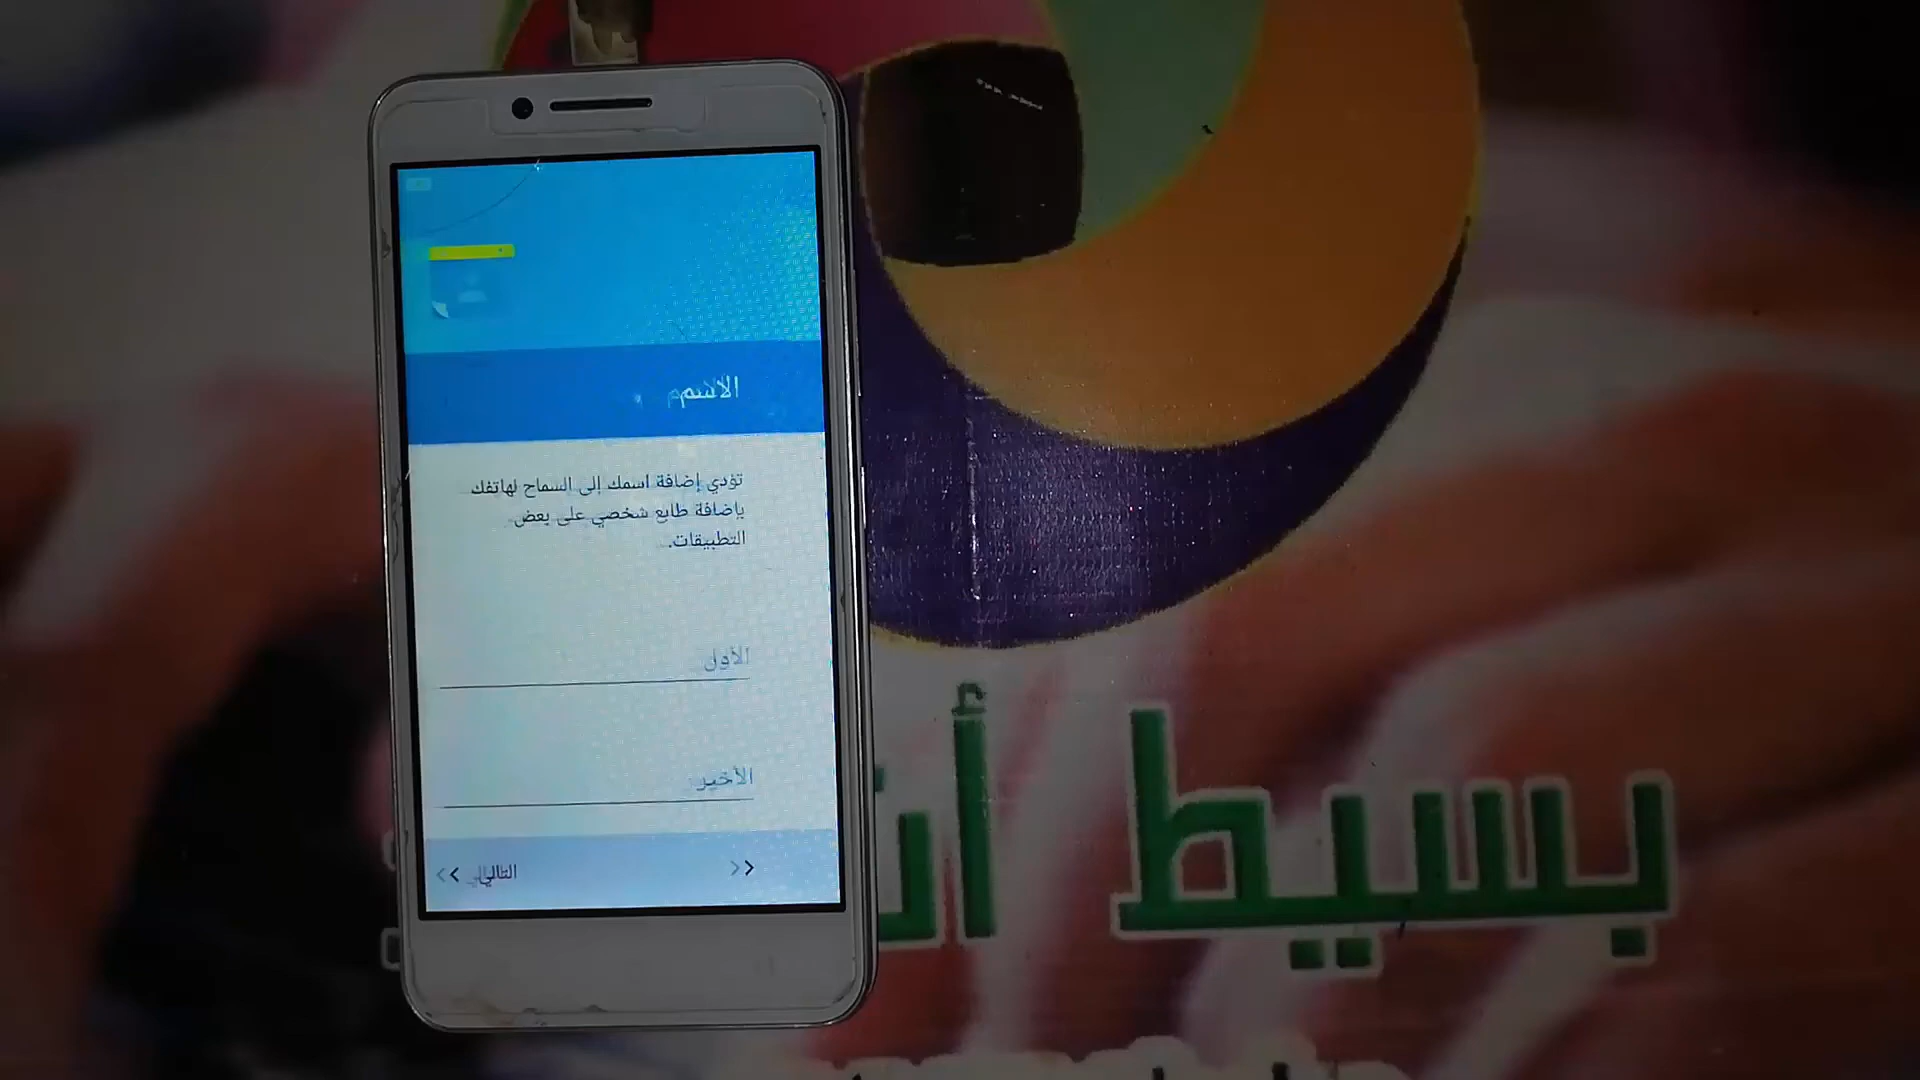 الاسم
تؤدي إضافة اسمك إلى السماح لهاتفك
بإضافة طابع شخصي على بعض
التطبيقات.
الأول
الأخير
التالي
بسيط